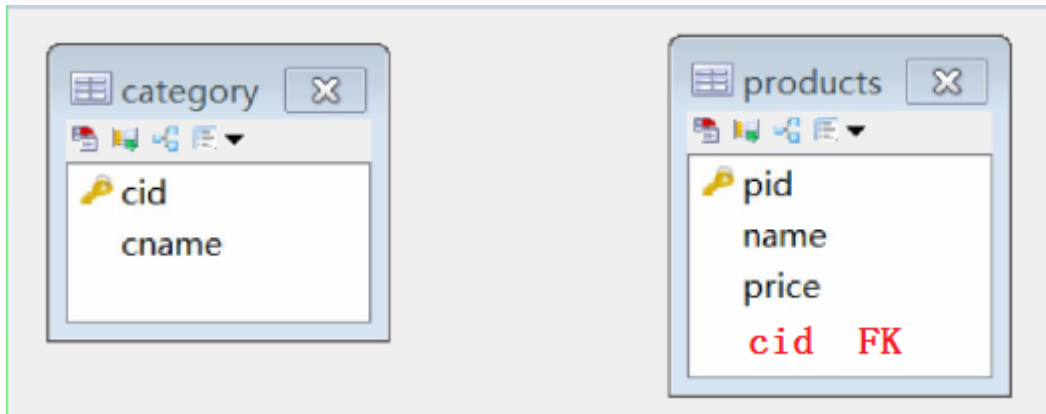 category
cid
cname
products
pid
name
price
cid FK